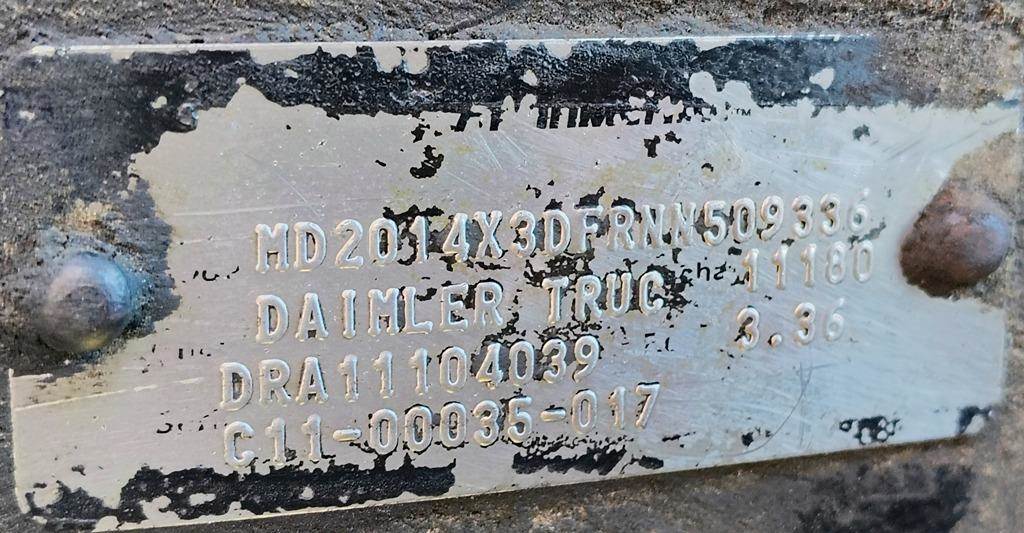 MD2014X3DFRNN509336
DAIMLER TRUC 11180
DRA11104039 3.36
C11-00035-017